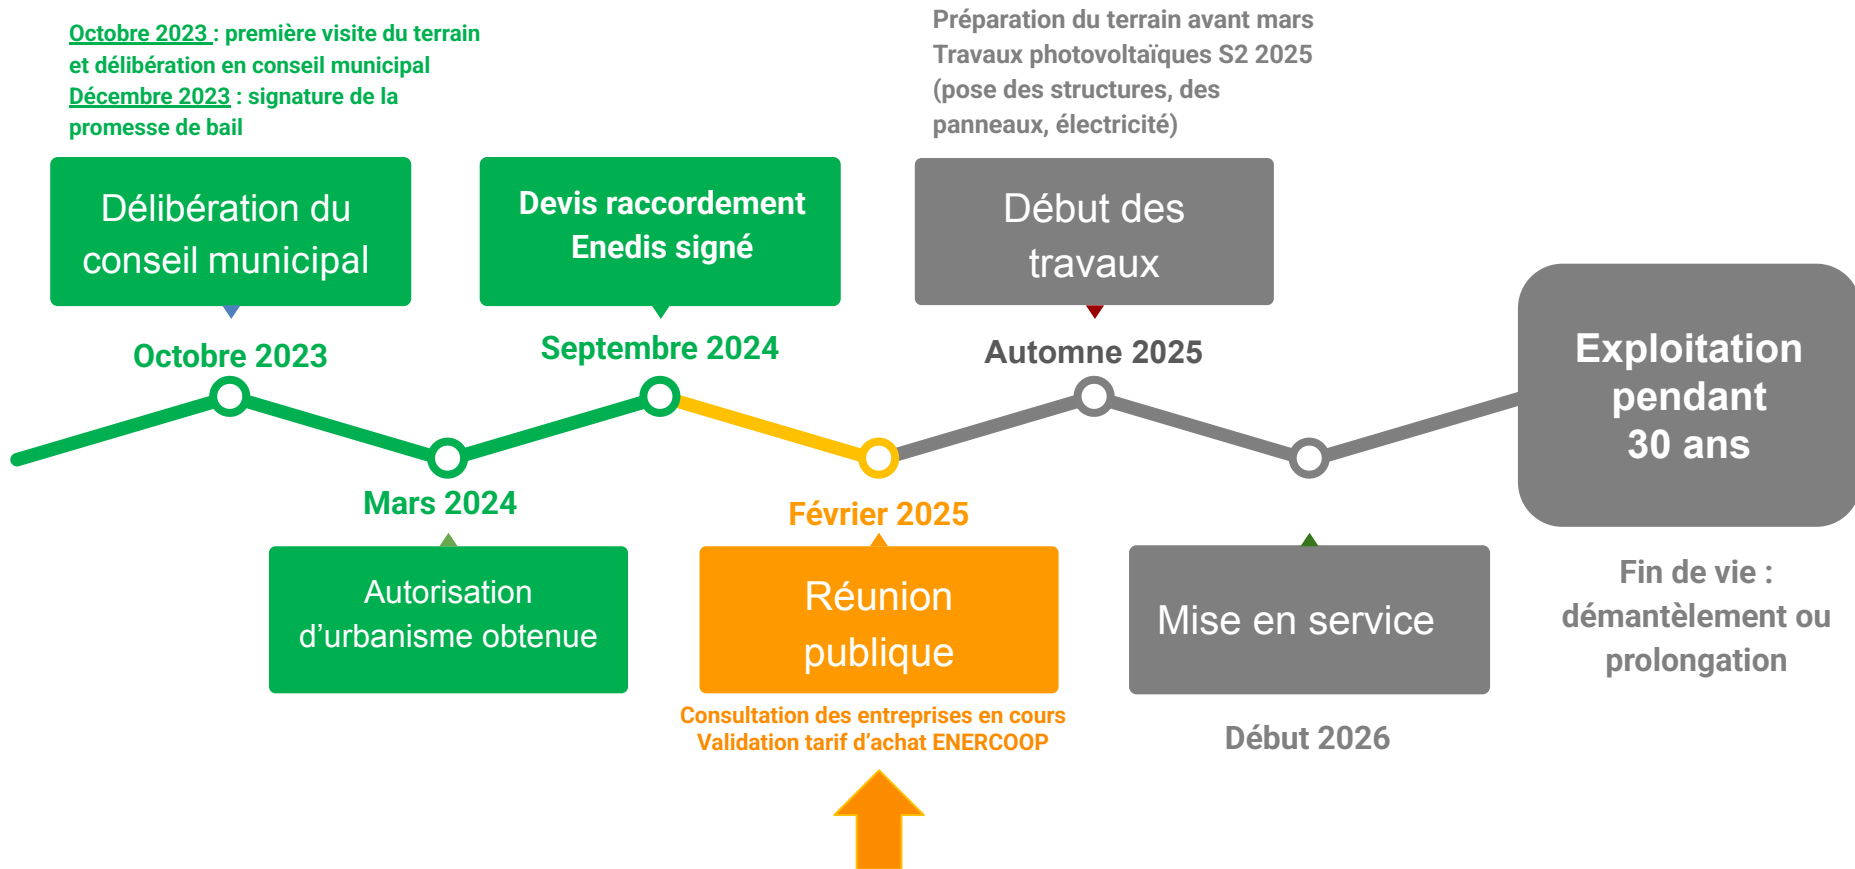 Octobre 2023 : première visite du terrain
et délibération en conseil municipal
Décembre 2023 : signature de la
promesse de bail
Délibération du
conseil municipal
Octobre 2023
Mars 2024
Autorisation
d’urbanisme obtenue
Devis raccordement
Enedis signé
Septembre 2024
Février 2025
Réunion
publique
Consultation des entreprises en cours
Validation tarif d’achat ENERCOOP
Préparation du terrain avant mars
Travaux photovoltaïques S2 2025
(pose des structures, des
panneaux, électricité)
Début des
travaux
Automne 2025
Mise en service
Début 2026
Exploitation
pendant
30 ans
Fin de vie :
démantèlement ou
prolongation